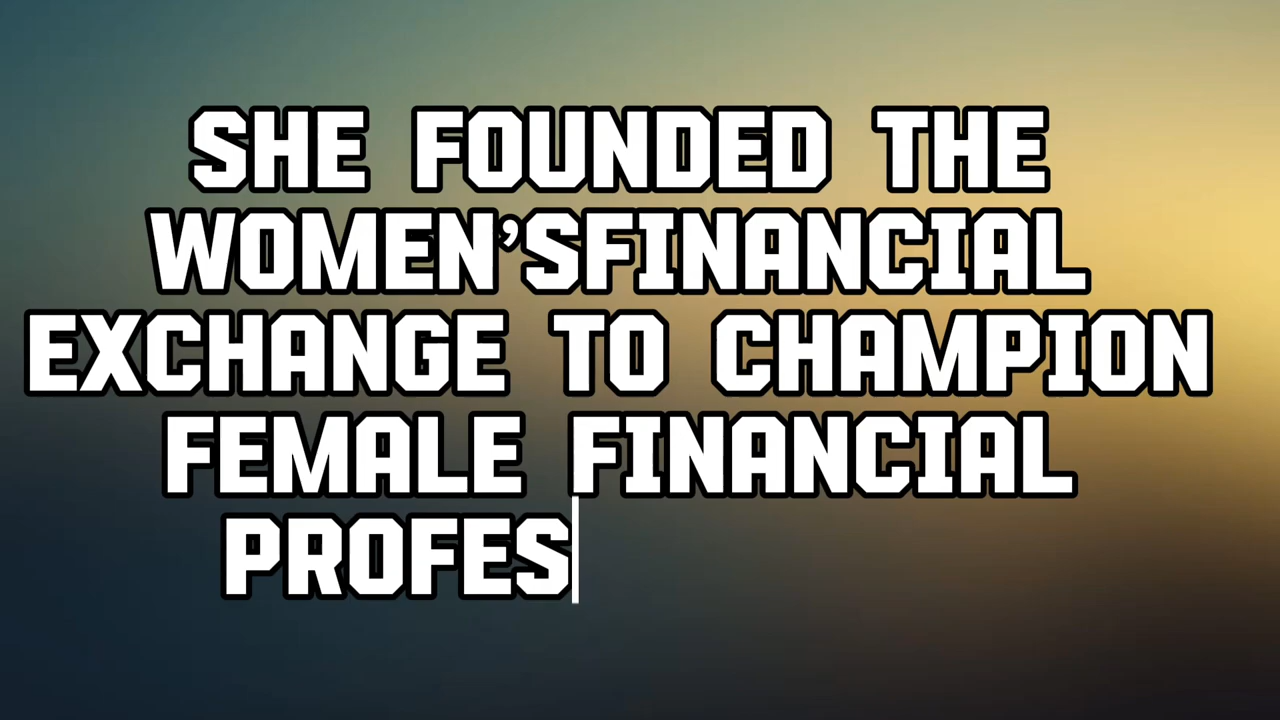 SHE FOUNDED THE
WOMEN’SFINANCIAL
EXCHANGE TO CHAMPION
FEMALE FINANCIAL
PROFES